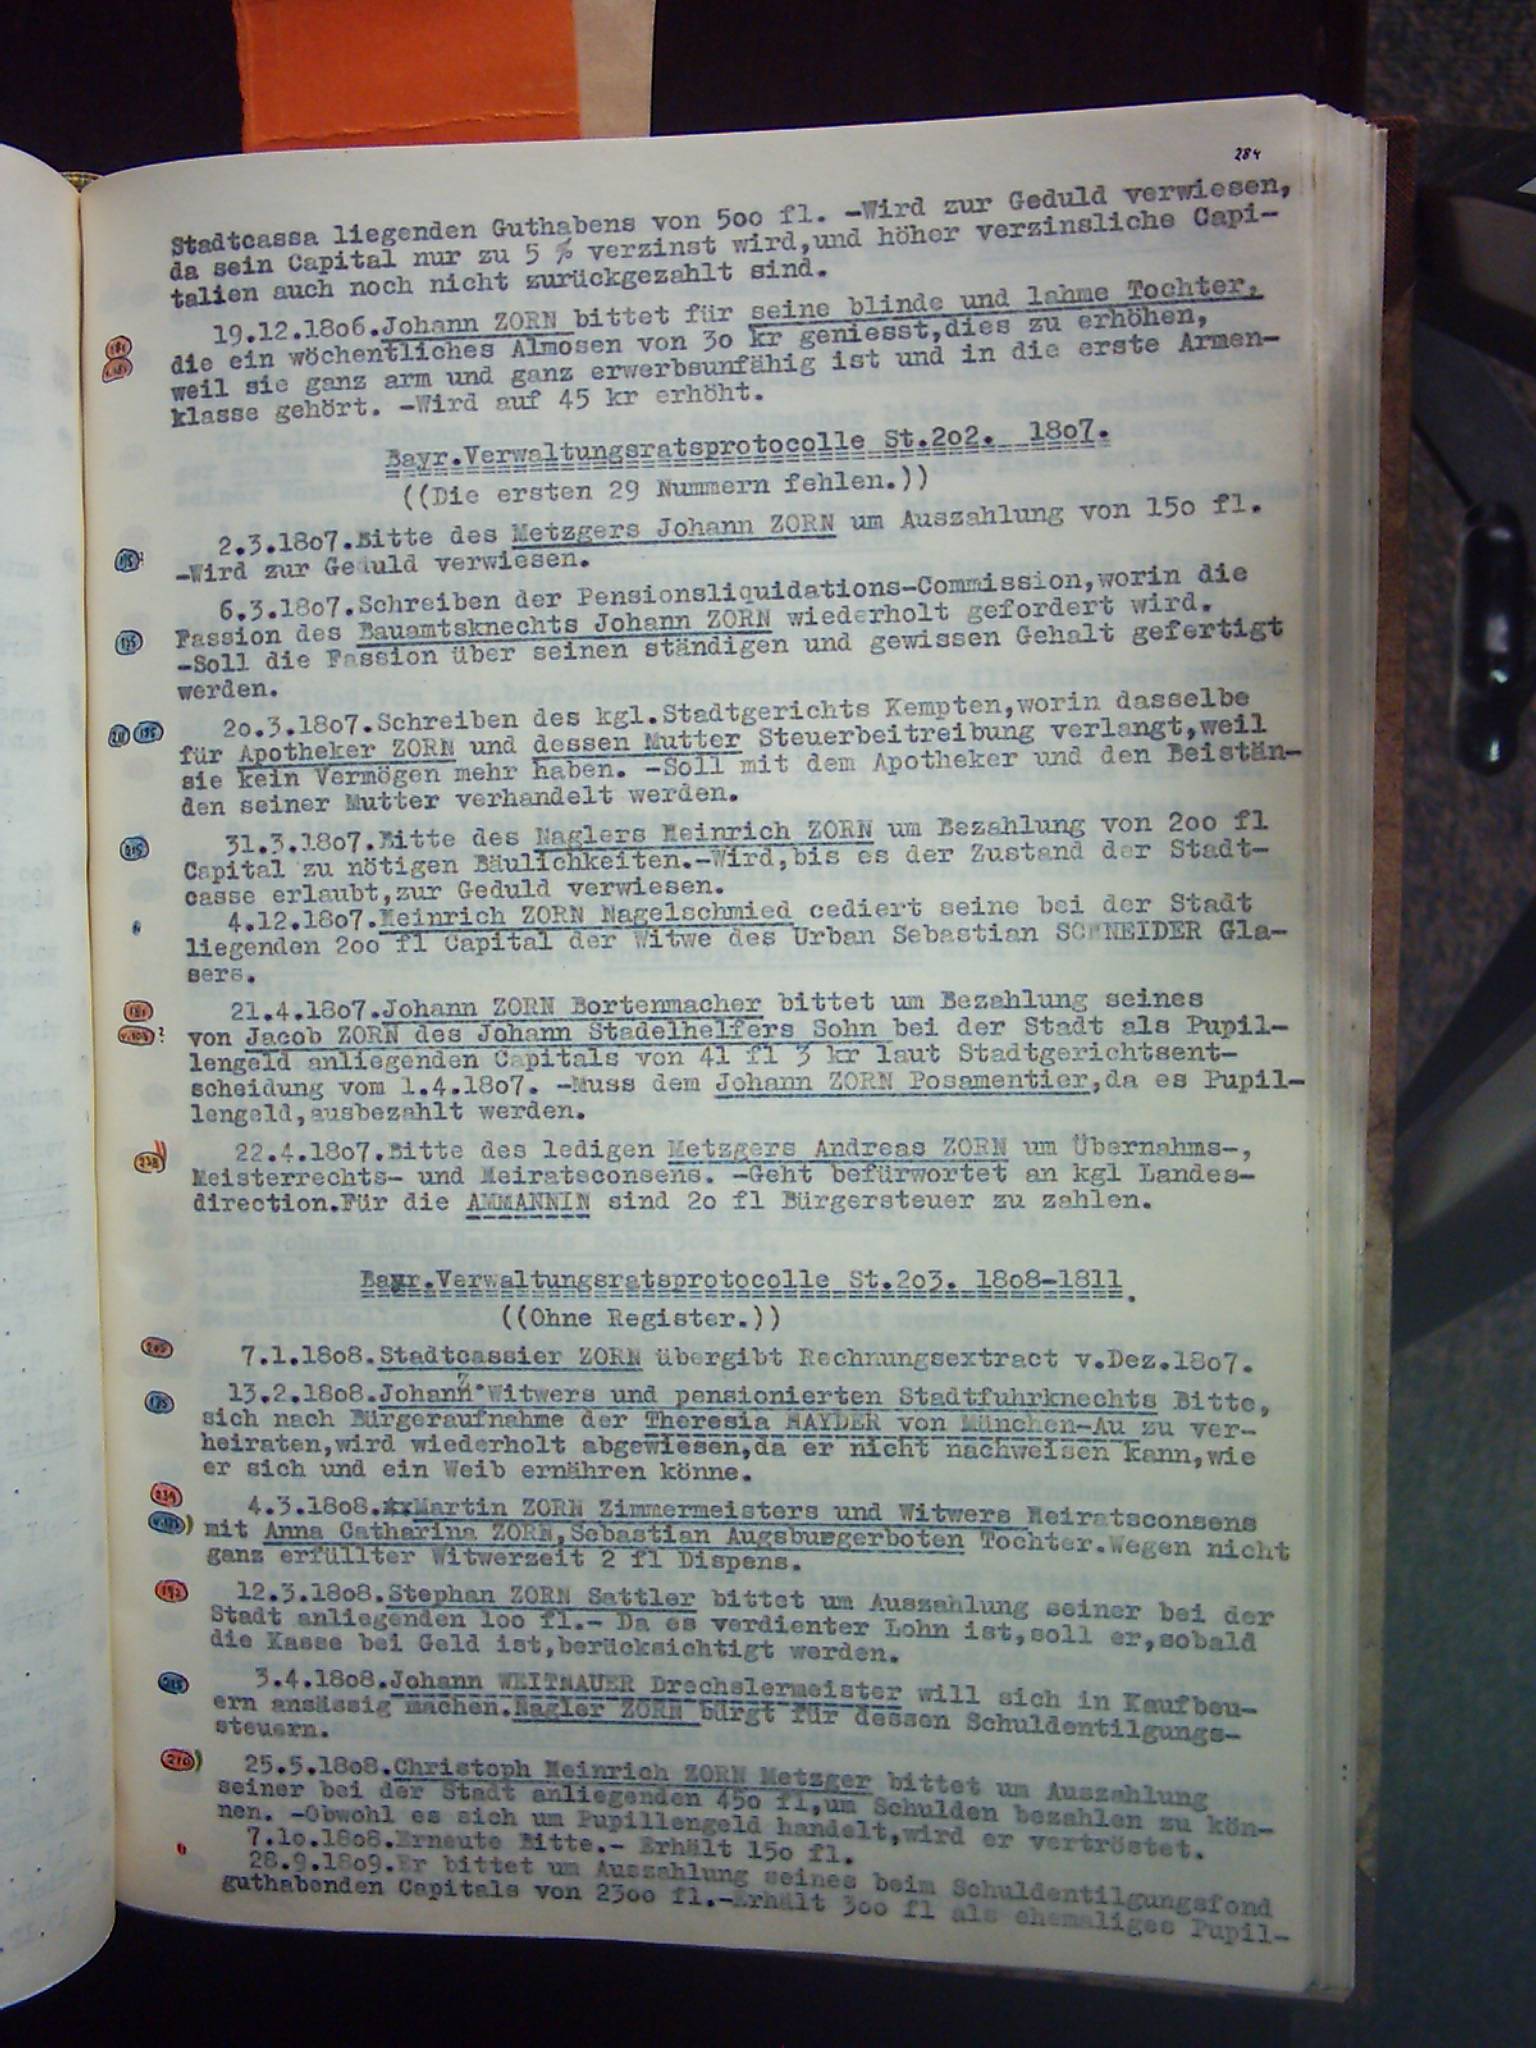 284
Stadtcassa liegenden Guthabens von 5oo fl. -Wird zur Geduld verwiesen,
da sein Capital nur zu 5 % verzinst wird,und höher verzinsliche Capi-
talien auch noch nicht zurückgezahlt sind.
19.12.18o6.Johann ZORN bittet für seine blinde und lahme Tochter,
die ein wöchentliches Almosen von 3o kr geniesst,dies zu erhöhen,
weil sie ganz arm und ganz erwerbsunfähig ist und in die erste Armen-
klasse gehört. -Wird auf 45 kr erhöht.
Bayr.Verwaltungsratsprotocolle St.2o2. 18o7.
((Die ersten 29 Nummern fehlen.))
2.3.18o7.Bitte des Metzgers Johann ZORN um Auszahlung von 15o fl.
-Wird zur Geduld verwiesen.
6.3.18o7.Schreiben der Pensionsliquidations-Commission,worin die
Fassion des Bauamtsknechts Johann ZORN wiederholt gefordert wird.
-Soll die Fassion über seinen ständigen und gewissen Gehalt gefertigt
werden.
2o.3.18o7.Schreiben des kgl.Stadtgerichts Kempten,worin dasselbe
für Apotheker ZORN und dessen Mutter Steuerbeitreibung verlangt,weil
sie kein Vermögen mehr haben. -Soll mit dem Apotheker und den Beistän-
den seiner Mutter verhandelt werden.
31.3.18o7.Bitte des Naglers Heinrich ZORN um Bezahlung von 2oo fl
Capital zu nötigen Bäulichkeiten.-Wird,bis es der Zustand der Stadt-
casse erlaubt,zur Geduld verwiesen.
4.12.18o7.Heinrich ZORN Nagelschmied cediert seine bei der Stadt
liegenden 2oo fl Capital der Witwe des Urban Sebastian SCHNEIDER Gla-
sers.
21.4.18o7.Johann ZORN Bortenmacher bittet um Bezahlung seines
von Jacob ZORN des Johann Stadelhelfers Sohn bei der Stadt als Pupil-
lengeld anliegenden Capitals von 41 fl 3 kr laut Stadtgerichtsent-
scheidung vom 1.4.18o7. -Muss dem Johann ZORN Posamentier,da es Pupil-
lengeld,ausbezahlt werden.
22.4.18o7.Bitte des ledigen Metzgers Andreas ZORN um Übernahms-,
Meisterrechts- und Heiratsconsens. -Geht befürwortet an kgl Landes-
direction.Für die AMMANNIN sind 2o fl Bürgersteuer zu zahlen.
Bayr.Verwaltungsratsprotocolle St.2o3. 18o8-1811.
((Ohne Register.))
7.1.18o8.Stadtcassier ZORN übergibt Rechnungsextract v.Dez.18o7.
13.2.18o8.Johann Z. Witwers und pensionierten Stadtfuhrknechts Bitte,
sich nach Bürgeraufnahme der Theresia HAYDER von München-Au zu ver-
heiraten,wird wiederholt abgewiesen,da er nicht nachweisen kann,wie
er sich und ein Weib ernähren könne.
4.3.18o8.xxMartin ZORN Zimmermeisters und Witwers Heiratsconsens
mit Anna Catharina ZORN,Sebastian Augsburgerboten Tochter.Wegen nicht
ganz erfüllter Witwerzeit 2 fl Dispens.
12.3.18o8.Stephan ZORN Sattler bittet um Auszahlung seiner bei der
Stadt anliegenden 1oo fl.- Da es verdienter Lohn ist,soll er,sobald
die Kasse bei Geld ist,berücksichtigt werden.
3.4.18o8.Johann WEITNAUER Drechslermeister will sich in Kaufbeu-
ern ansässig machen.Nagler ZORN bürgt für dessen Schuldentilgungs-
steuern.
25.5.18o8.Christoph Heinrich ZORN Metzger bittet um Auszahlung
seiner bei der Stadt anliegenden 45o fl,um Schulden bezahlen zu kön-
nen. -Obwohl es sich um Pupillengeld handelt,wird er vertröstet.
7.1o.18o8.Erneute Bitte.- Erhält 15o fl.
28.9.18o9.Er bittet um Auszahlung seines beim Schuldentilgungsfond
guthabenden Capitals von 23oo fl.-Erhält 3oo fl als ehemaliges Pupil-